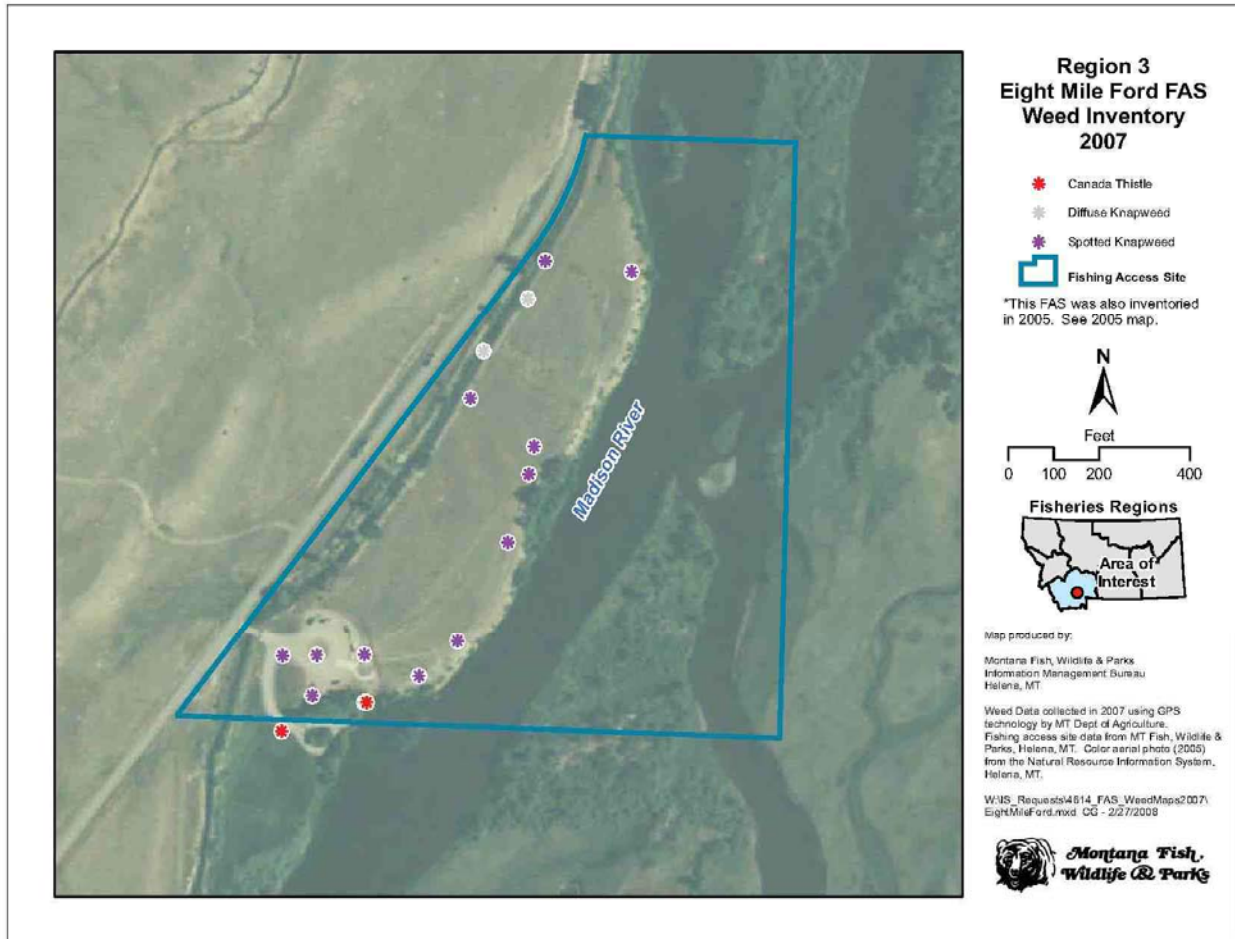 Region 3
Eight Mile Ford FAS
Weed Inventory
2007
Canada Thistle
Diffuse Knapweed
Spotted Knapweed
Fishing Access Site
*This FAS was also inventoried
in 2005. See 2005 map.
N
Feet
0 100 200 400
Fisheries Regions
Area of
Interest
Map produced by:
Montana Fish, Wildlife & Parks
Information Management Bureau
Helena, MT
Weed Data collected in 2007 using GPS
technology by MT Dept of Agriculture.
Fishing access site data from MT Fish, Wildlife &
Parks, Helena, MT. Color aerial photo (2005)
from the Natural Resource Information System,
Helena, MT.
W:\IS_Requests\4614_FAS_WeedMaps2007\
EightMileFord.mxd CG - 2/27/2008
Montana Fish,
Wildlife & Parks
Madison River